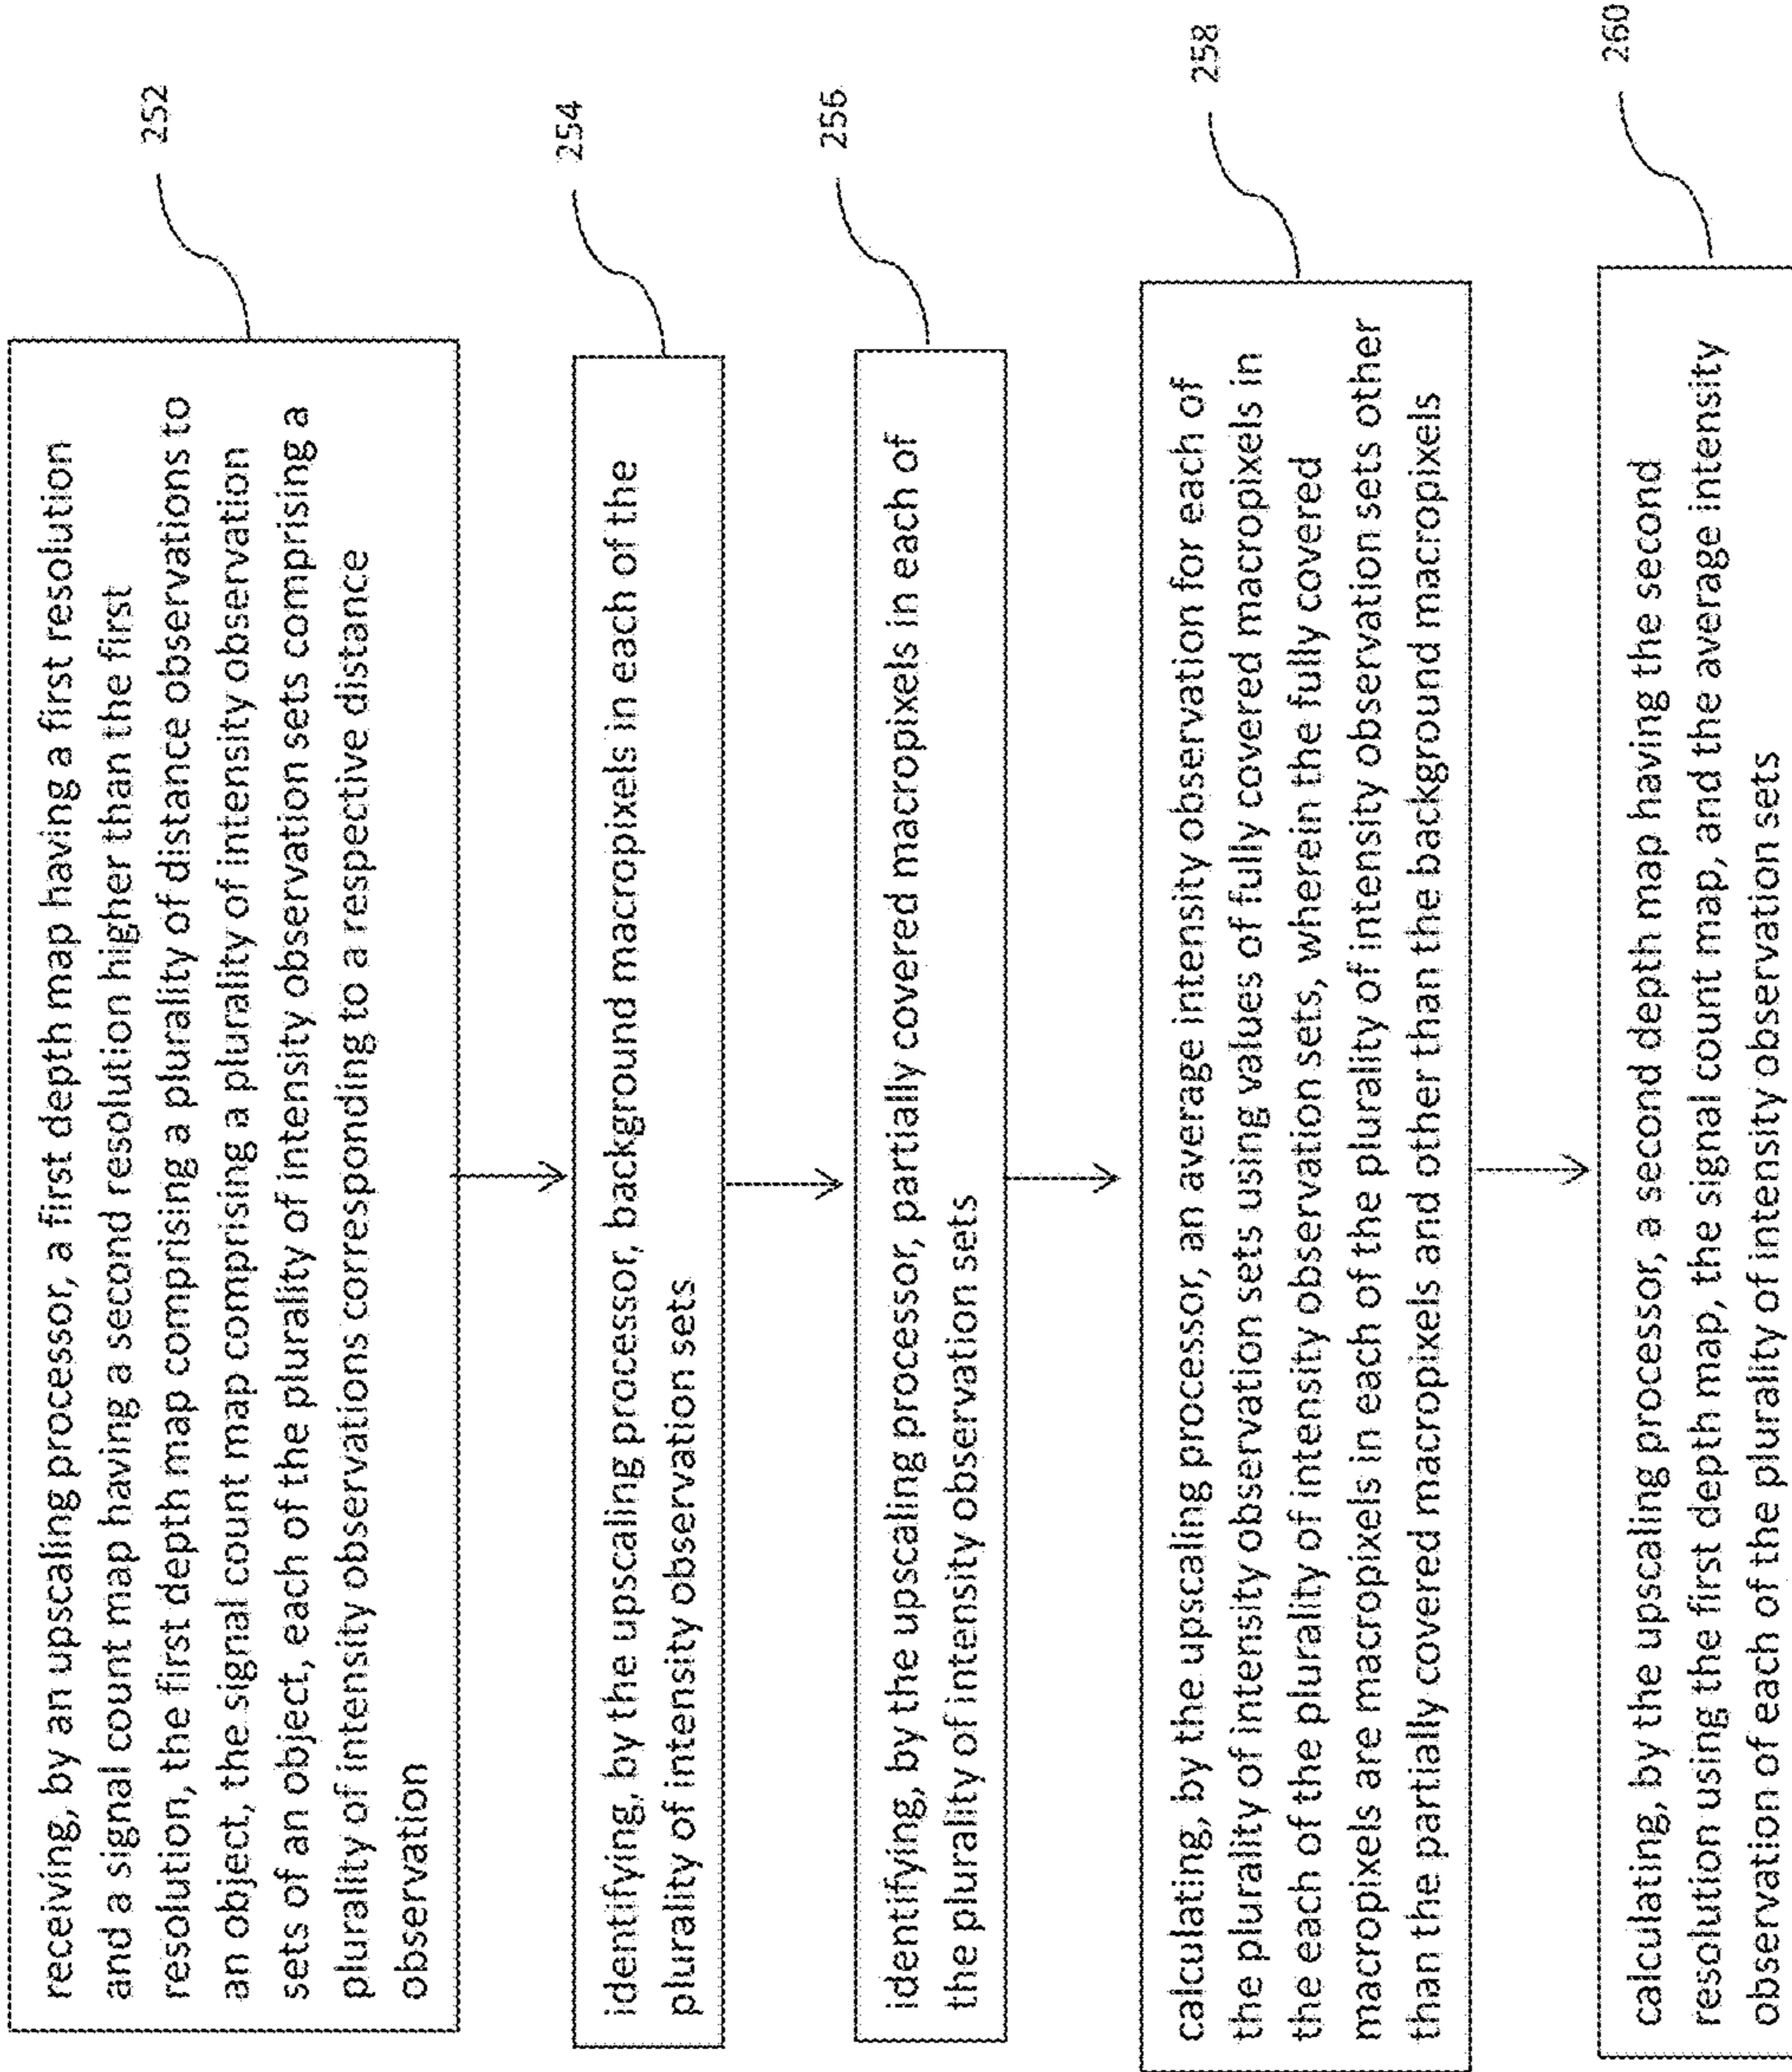 receiving, by an upscaling processor, a first depth map having a first resolution
and a signal count map having a second resolution higher than the first
resolution, the first depth map comprising a plurality of distance observations to
an object, the signal count map comprising a plurality of intensity observation
sets of an object, each of the plurality of intensity observation sets comprising a
plurality of intensity observations corresponding to a respective distance
observation
252
identifying, by the upscaling processor, background macropixels in each of the
plurality of intensity observation sets
254
identifying, by the upscaling processor, partially covered macropixels in each of
the plurality of intensity observation sets
256
calculating, by the upscaling processor, an average intensity observation for each of
the plurality of intensity observation sets using values of fully covered macropixels in
the each of the plurality of intensity observation sets, wherein the fully covered
macropixels are macropixels in each of the plurality of intensity observation sets other
than the partially covered macropixels and other than the background macropixels
258
calculating, by the upscaling processor, a second depth map having the second
resolution using the first depth map, the signal count map, and the average intensity
observation of each of the plurality of intensity observation sets
260